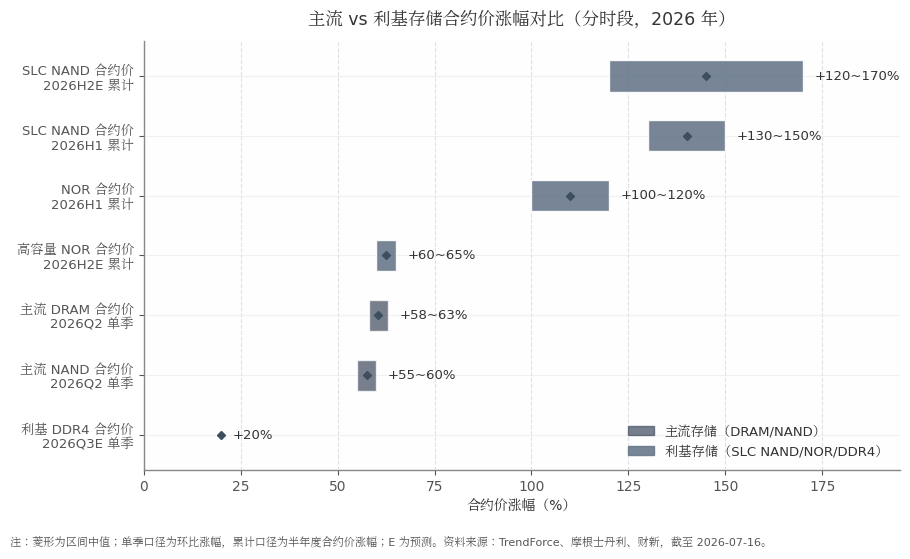 主流 vs 利基存储合约价涨幅对比（分时段，2026 年）
SLC NAND 合约价
2026H2E 累计
+120~170%
SLC NAND 合约价
2026H1 累计
+130~150%
NOR 合约价
2026H1 累计
+100~120%
高容量 NOR 合约价
2026H2E 累计
+60~65%
主流 DRAM 合约价
2026Q2 单季
+58~63%
主流 NAND 合约价
2026Q2 单季
+55~60%
利基 DDR4 合约价
2026Q3E 单季
+20%
主流存储（DRAM/NAND）
利基存储（SLC NAND/NOR/DDR4）
0 25 50 75 100 125 150 175
合约价涨幅（%）
注：菱形为区间中值；单季口径为环比涨幅，累计口径为半年度合约价涨幅；E 为预测。资料来源：TrendForce、摩根士丹利、财新，截至 2026-07-16。